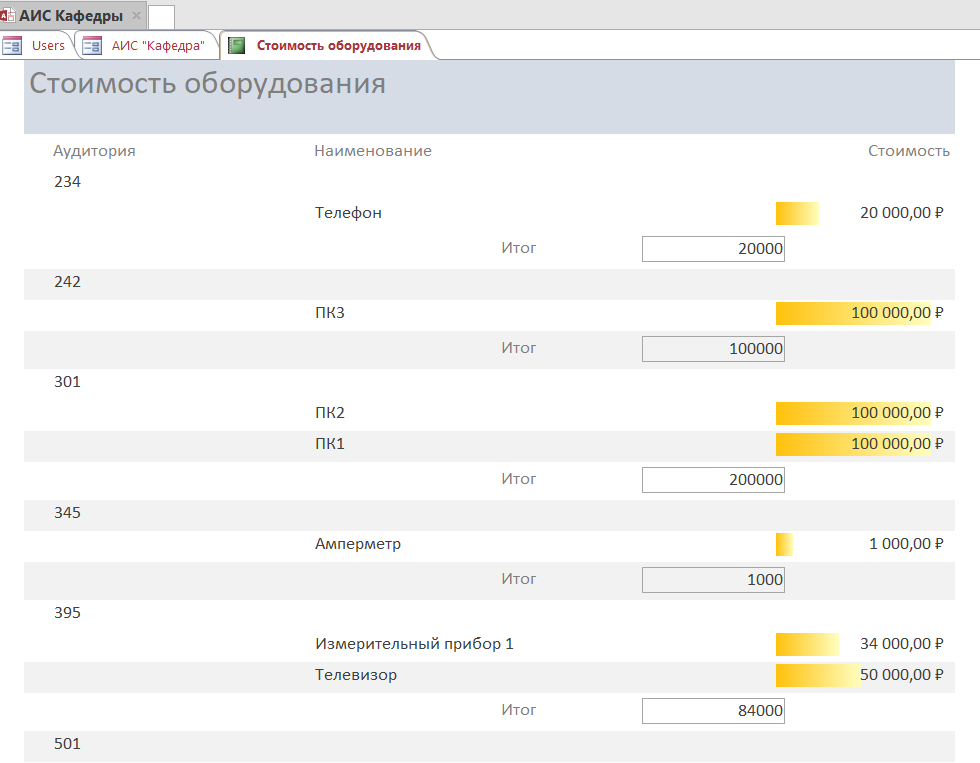 АИС Кафедры
Users АИС "Кафедра" Стоимость оборудования
Стоимость оборудования
Аудитория Наименование Стоимость
234
Телефон 20 000,00 ₽
Итог 20000
242
ПК3 100 000,00 ₽
Итог 100000
301
ПК2 100 000,00 ₽
ПК1 100 000,00 ₽
Итог 200000
345
Амперметр 1 000,00 ₽
Итог 1000
395
Измерительный прибор 1 34 000,00 ₽
Телевизор 50 000,00 ₽
Итог 84000
501